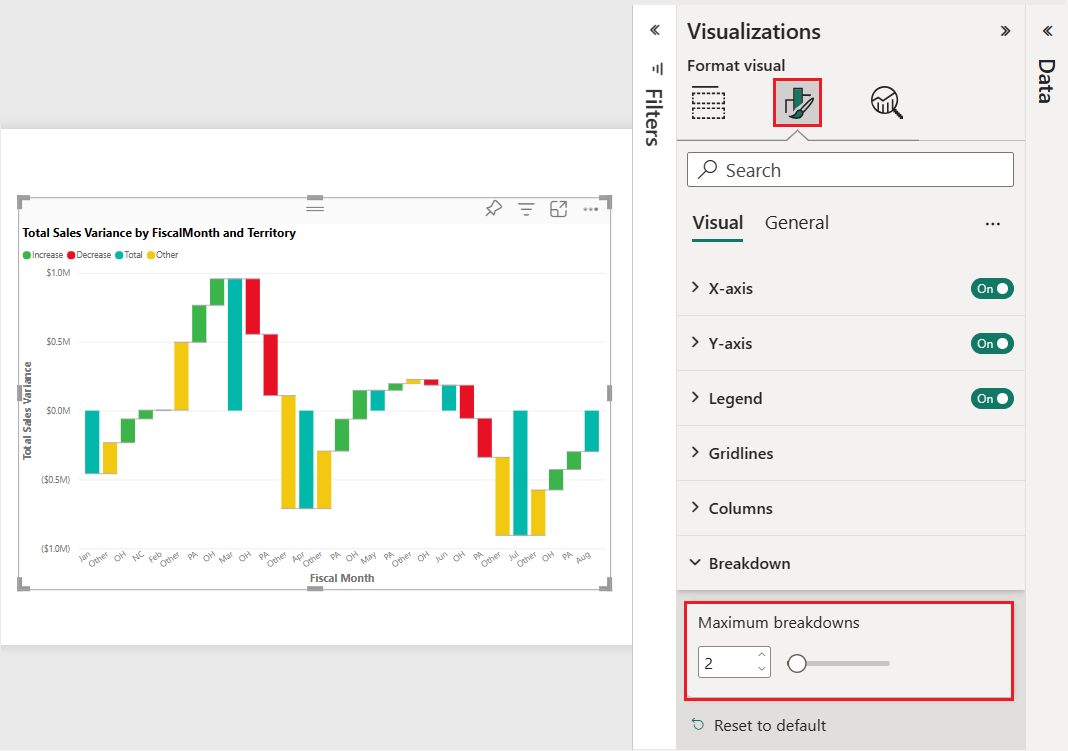 Total Sales Variance by FiscalMonth and Territory
Increase Decrease Total Other
$1.0M
$0.5M
$0.0M
($0.5M)
($1.0M)
Total Sales Variance
Jan Other OH NC Feb Other PA OH Mar OH PA Other Apr Other PA OH May PA Other OH Jun OH PA Other Jul Other OH PA Aug
Fiscal Month
Filters
Visualizations
Format visual
Search
Visual General
X-axis On
Y-axis On
Legend On
Gridlines
Columns
Breakdown
Maximum breakdowns
2
Reset to default
Data